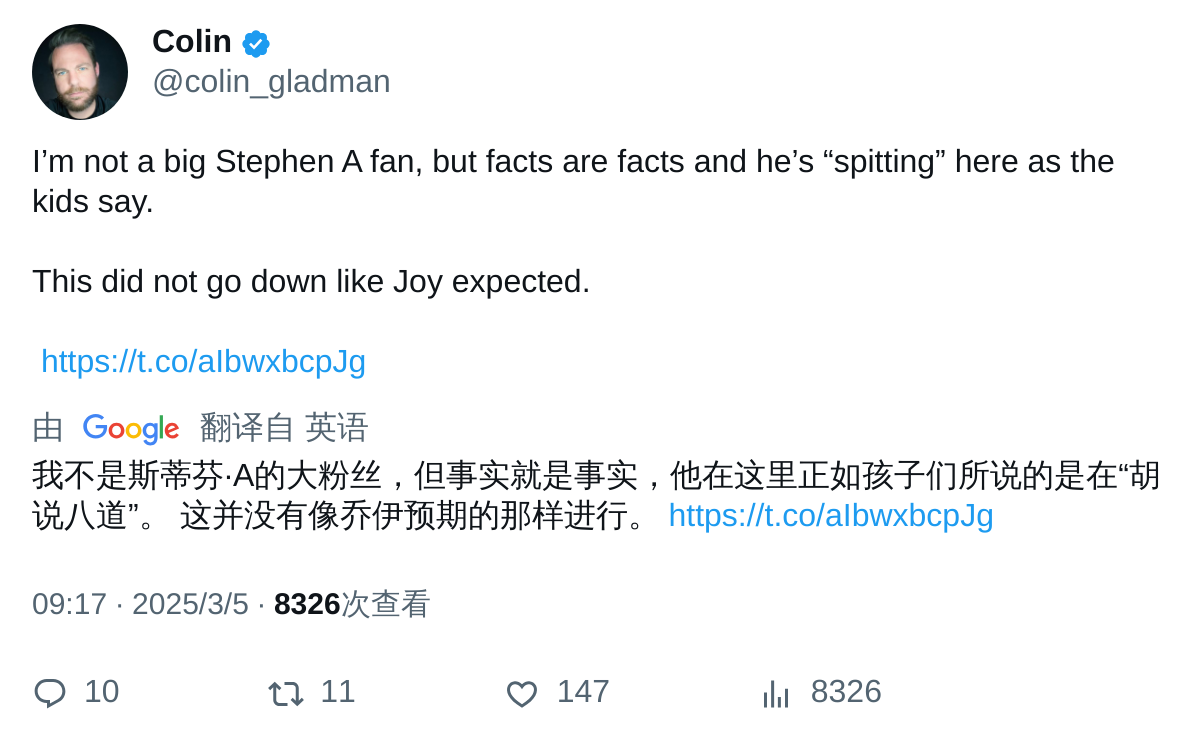 Colin
@colin_gladman
I’m not a big Stephen A fan, but facts are facts and he’s “spitting” here as the
kids say.
This did not go down like Joy expected.
https://t.co/aIbwxbcpJg
由 Google 翻译自 英语
我不是斯蒂芬·A的大粉丝，但事实就是事实，他在这里正如孩子们所说的是在“胡
说八道”。 这并没有像乔伊预期的那样进行。 https://t.co/aIbwxbcpJg
09:17 · 2025/3/5 · 8326次查看
10 11 147 8326